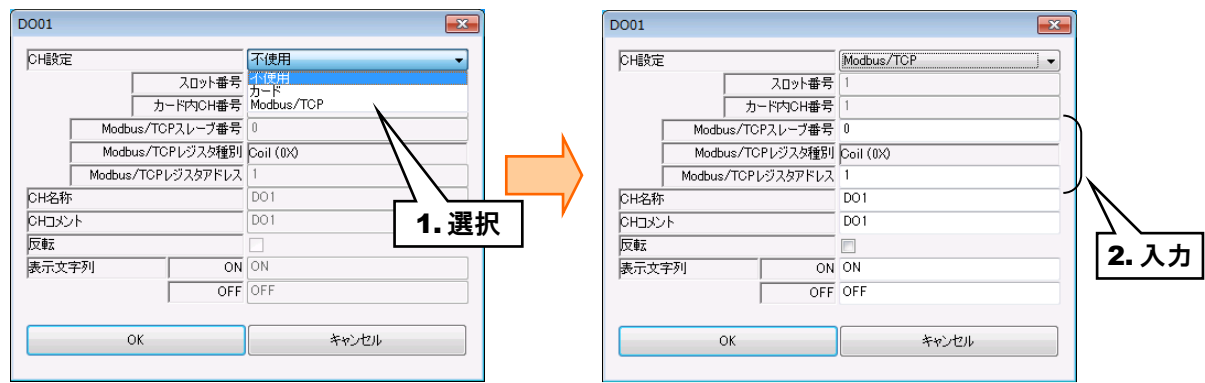 DO01
CH設定 不使用
不使用
スロット番号 カード
カード内CH番号 Modbus/TCP
Modbus/TCPスレーブ番号 0
Modbus/TCPレジスタ種別 Coil (0X)
Modbus/TCPレジスタアドレス 1
CH名称 DO1
CHコメント DO1
反転
表示文字列 ON ON
OFF OFF
OK キャンセル
1. 選択
DO01
CH設定 Modbus/TCP
スロット番号 1
カード内CH番号 1
Modbus/TCPスレーブ番号 0
Modbus/TCPレジスタ種別 Coil (0X)
Modbus/TCPレジスタアドレス 1
CH名称 DO1
CHコメント DO1
反転
表示文字列 ON ON
OFF OFF
OK キャンセル
2. 入力